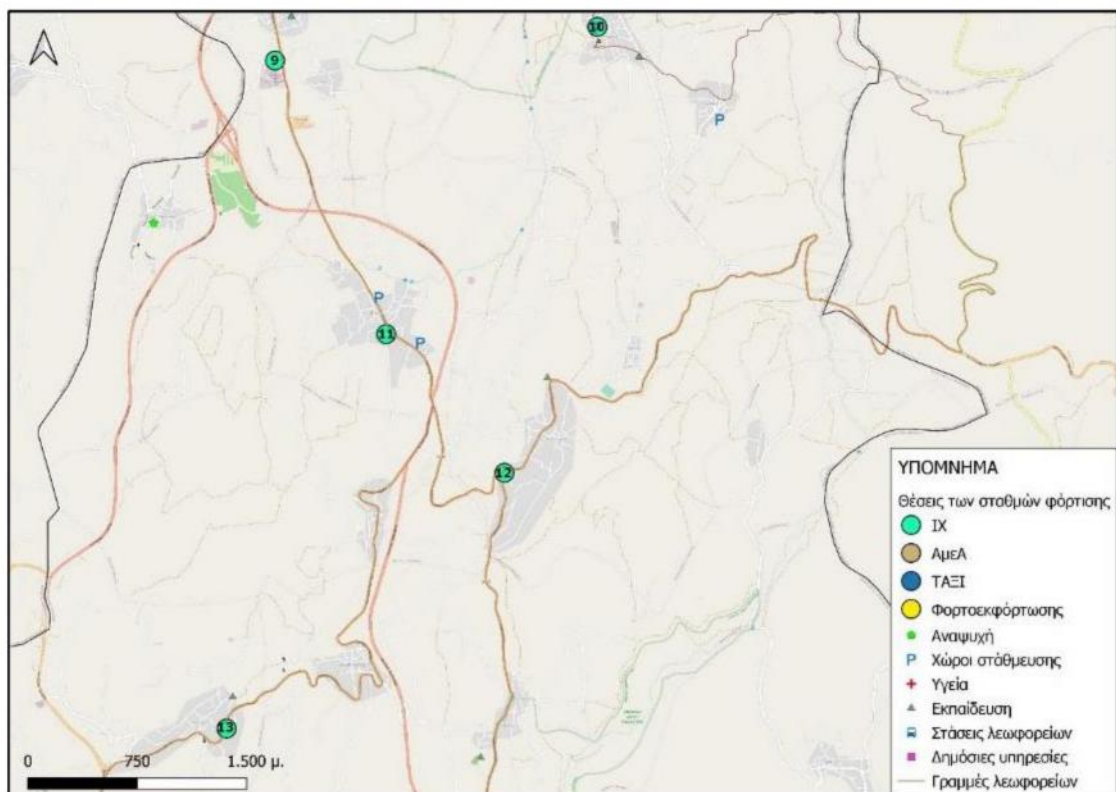 10
9
P
P
11
P
12
13
0 750 1.500 μ.
ΥΠΟΜΝΗΜΑ
Θέσεις των σταθμών φόρτισης
ΙΧ
ΑμεΑ
ΤΑΞΙ
Φορτοεκφόρτωσης
Αναψυχή
P Χώροι στάθμευσης
Υγεία
Εκπαίδευση
Στάσεις λεωφορείων
Δημόσιες υπηρεσίες
Γραμμές λεωφορείων